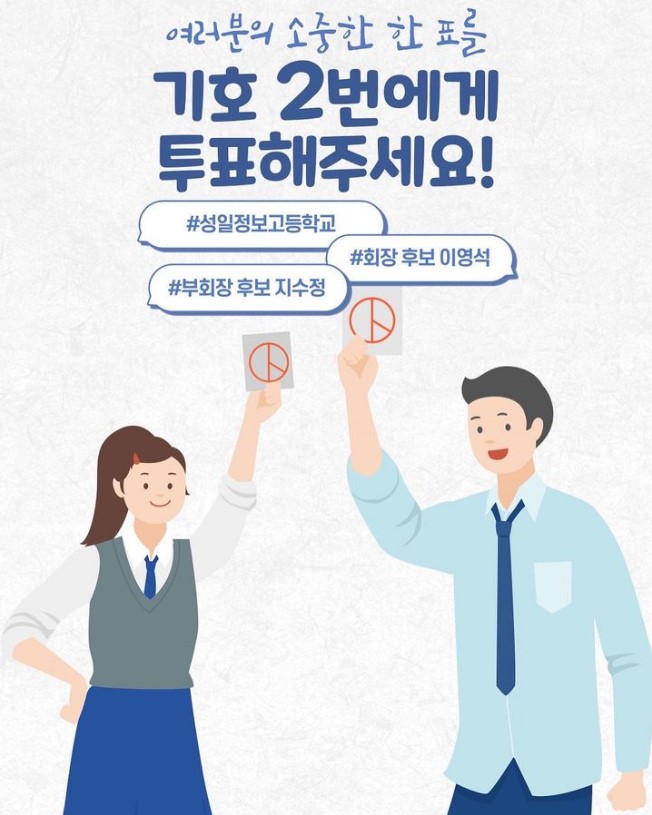 여러분의 소중한 한 표를
기호 2번에게
투표해주세요!
#성일정보고등학교
#회장 후보 이영석
#부회장 후보 지수정